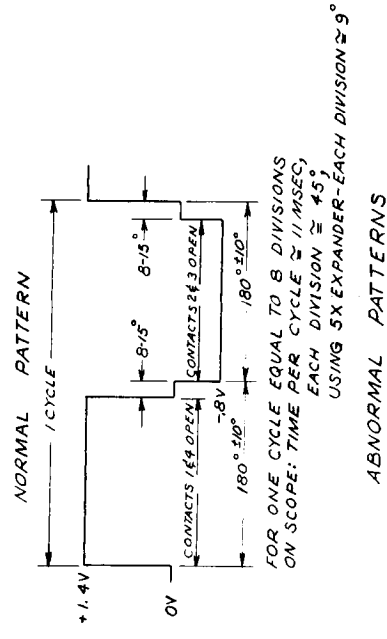 NORMAL PATTERN
1 CYCLE
+1.4V
0V
-.8V
8-15°
8-15°
CONTACTS 1¢4 OPEN
CONTACTS 2¢3 OPEN
180° ±10°
180° ±10°
FOR ONE CYCLE EQUAL TO 8 DIVISIONS
ON SCOPE: TIME PER CYCLE ≅ 11 MSEC,
EACH DIVISION ≅ 45°,
USING 5X EXPANDER-EACH DIVISION ≅ 9°
ABNORMAL PATTERNS